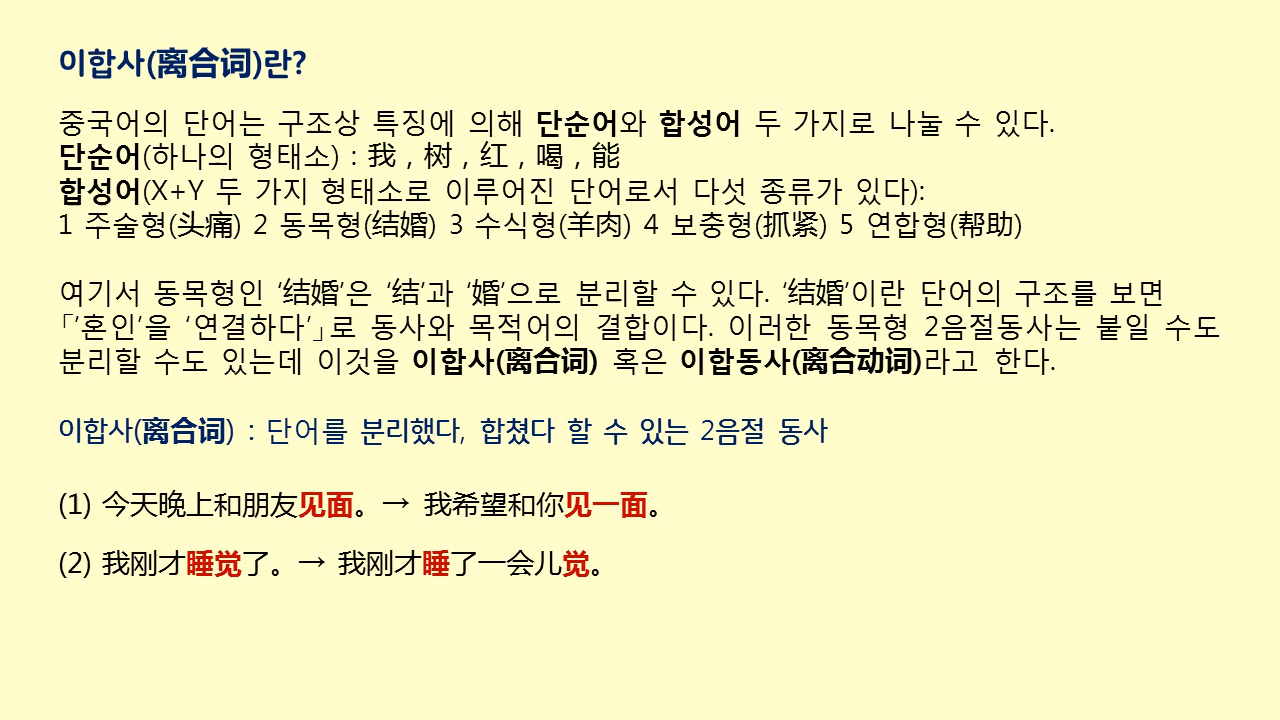 이합사(离合词)란?
중국어의 단어는 구조상 특징에 의해 단순어와 합성어 두 가지로 나눌 수 있다.
단순어(하나의 형태소) : 我 , 树 , 红 , 喝 , 能
합성어(X+Y 두 가지 형태소로 이루어진 단어로서 다섯 종류가 있다):
1 주술형(头痛) 2 동목형(结婚) 3 수식형(羊肉) 4 보충형(抓紧) 5 연합형(帮助)
여기서 동목형인 ‘结婚’은 ‘结’과 ‘婚’으로 분리할 수 있다. ‘结婚’이란 단어의 구조를 보면
「‘혼인’을 ‘연결하다’」로 동사와 목적어의 결합이다. 이러한 동목형 2음절동사는 붙일 수도
분리할 수도 있는데 이것을 이합사(离合词) 혹은 이합동사(离合动词)라고 한다.
이합사(离合词) : 단어를 분리했다, 합쳤다 할 수 있는 2음절 동사
(1) 今天晚上和朋友见面。→ 我希望和你见一面。
(2) 我刚才睡觉了。→ 我刚才睡了一会儿觉。